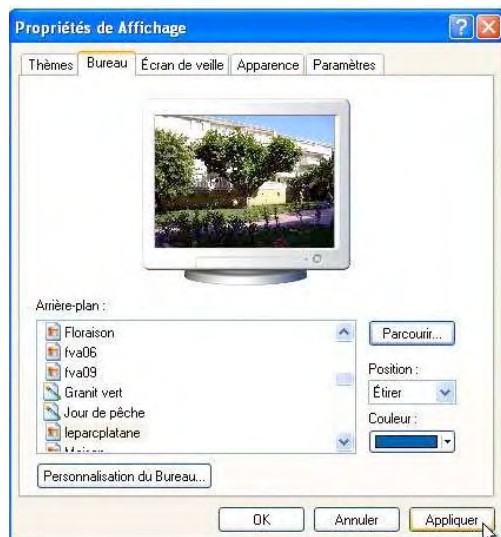 Propriétés de Affichage
Thèmes Bureau Écran de veille Apparence Paramètres
Arrière-plan :
Floraison
fva06
fva09
Granit vert
Jour de pêche
leparcplatane
Parcourir...
Position :
Étirer
Couleur :
Personnalisation du Bureau...
OK Annuler Appliquer